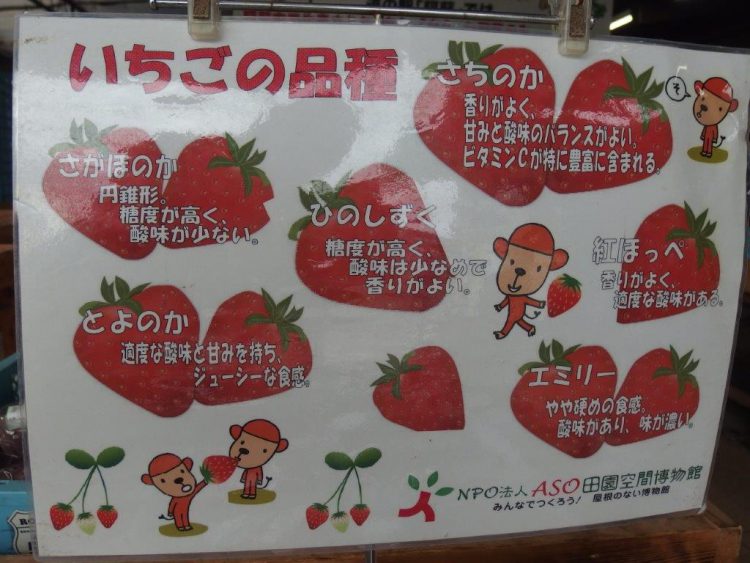 いちごの品種
さちのか
香りがよく、
甘みと酸味のバランスがよい。
ビタミンCが特に豊富に含まれる。
そ
さがほのか
円錐形。
糖度が高く、
酸味が少ない。
ひのしずく
糖度が高く、
酸味は少なめで
香りがよい。
紅ほっぺ
香りがよく、
適度な酸味がある。
とよのか
適度な酸味と甘みを持ち、
ジューシーな食感。
エミリー
やや硬めの食感。
酸味があり、味が濃い。
NPO法人 ASO 田園空間博物館
みんなでつくろう! 屋根のない博物館